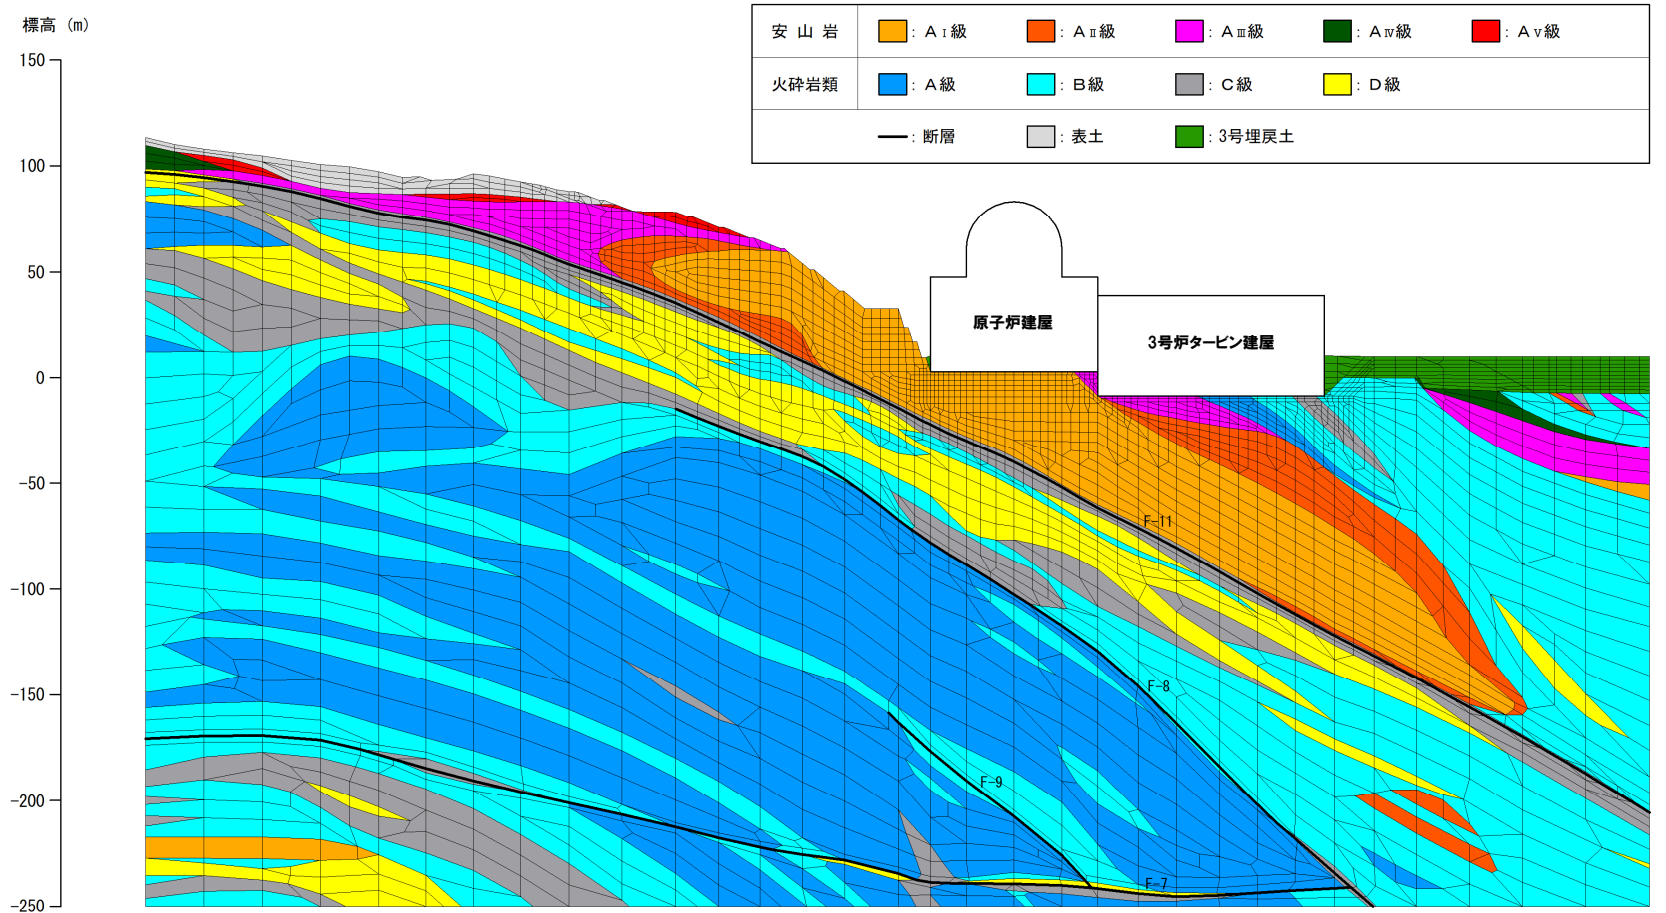 標高 (m)
安山岩 : AⅠ級 : AⅡ級 : AⅢ級 : AⅣ級 : AⅤ級
火砕岩類 : A級 : B級 : C級 : D級
: 断層 : 表土 : 3号埋戻土
150
100
50
0
-50
-100
-150
-200
-250
原子炉建屋
3号炉タービン建屋
F-11
F-8
F-9
F-7